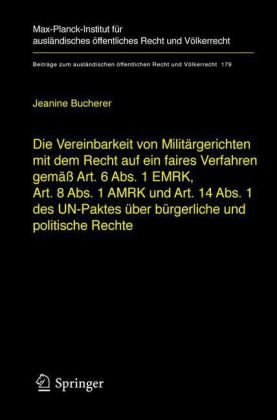 Max-Planck-Institut für
ausländisches öffentliches Recht und Völkerrecht
Beiträge zum ausländischen öffentlichen Recht und Völkerrecht 179
Jeanine Bucherer
Die Vereinbarkeit von Militärgerichten
mit dem Recht auf ein faires Verfahren
gemäß Art. 6 Abs. 1 EMRK,
Art. 8 Abs. 1 AMRK und Art. 14 Abs. 1
des UN-Paktes über bürgerliche und
politische Rechte
Springer